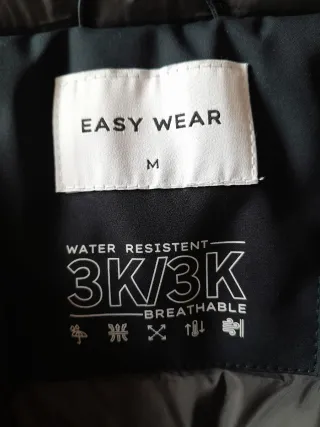 EASY WEAR
M
WATER RESISTENT
3K/3K
BREATHABLE